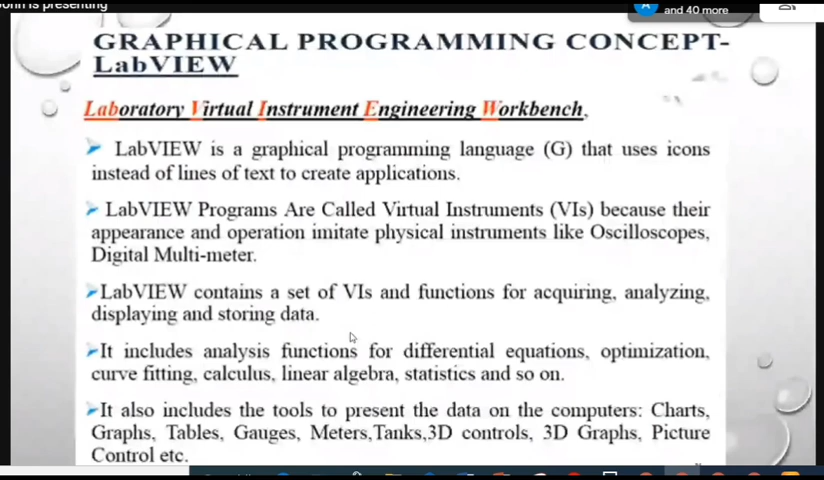 is presenting
and 40 more
GRAPHICAL PROGRAMMING CONCEPT-
LabVIEW
Laboratory Virtual Instrument Engineering Workbench,
LabVIEW is a graphical programming language (G) that uses icons
instead of lines of text to create applications.
LabVIEW Programs Are Called Virtual Instruments (VIs) because their
appearance and operation imitate physical instruments like Oscilloscopes,
Digital Multi-meter.
LabVIEW contains a set of VIs and functions for acquiring, analyzing,
displaying and storing data.
It includes analysis functions for differential equations, optimization,
curve fitting, calculus, linear algebra, statistics and so on.
It also includes the tools to present the data on the computers: Charts,
Graphs, Tables, Gauges, Meters,Tanks,3D controls, 3D Graphs, Picture
Control etc.